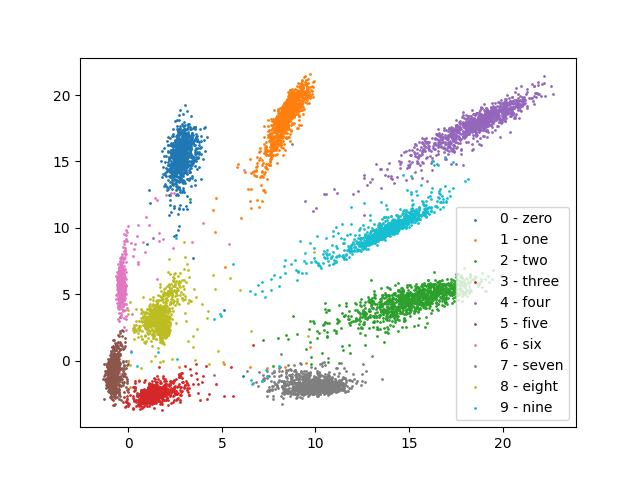 20
15
10
5
0
0
5
10
15
20
0 - zero
1 - one
2 - two
3 - three
4 - four
5 - five
6 - six
7 - seven
8 - eight
9 - nine